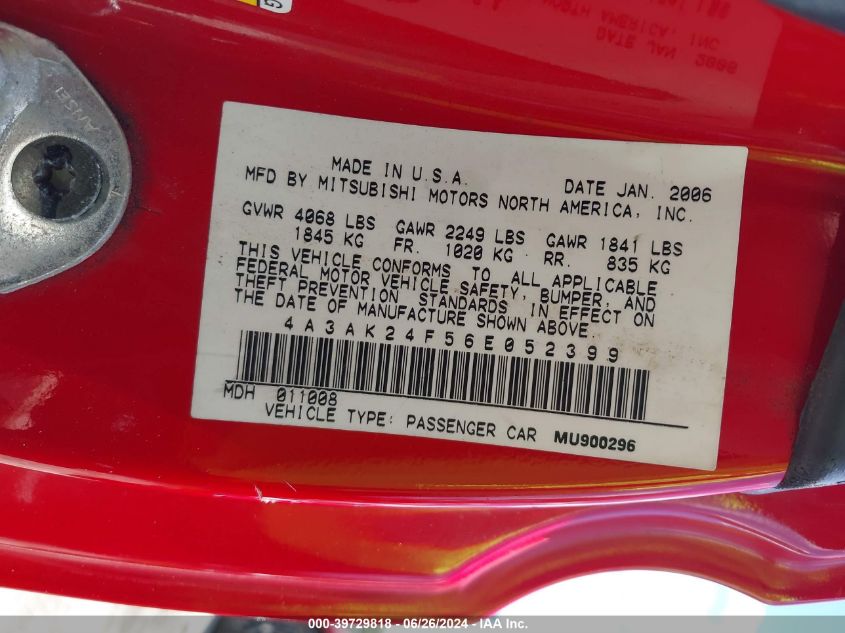 MADE IN U.S.A. DATE JAN. 2006
MFD BY MITSUBISHI MOTORS NORTH AMERICA, INC.
GVWR 4068 LBS GAWR 2249 LBS GAWR 1841 LBS
1845 KG FR. 1020 KG RR. 835 KG
THIS VEHICLE CONFORMS TO ALL APPLICABLE
FEDERAL MOTOR VEHICLE SAFETY, BUMPER, AND
THEFT PREVENTION STANDARDS IN EFFECT ON
THE DATE OF MANUFACTURE SHOWN ABOVE.
4A3AK24F56E052399
MDH 011008
VEHICLE TYPE: PASSENGER CAR MU900296
000-39729818 / 06/26/2024 - IAA Inc.